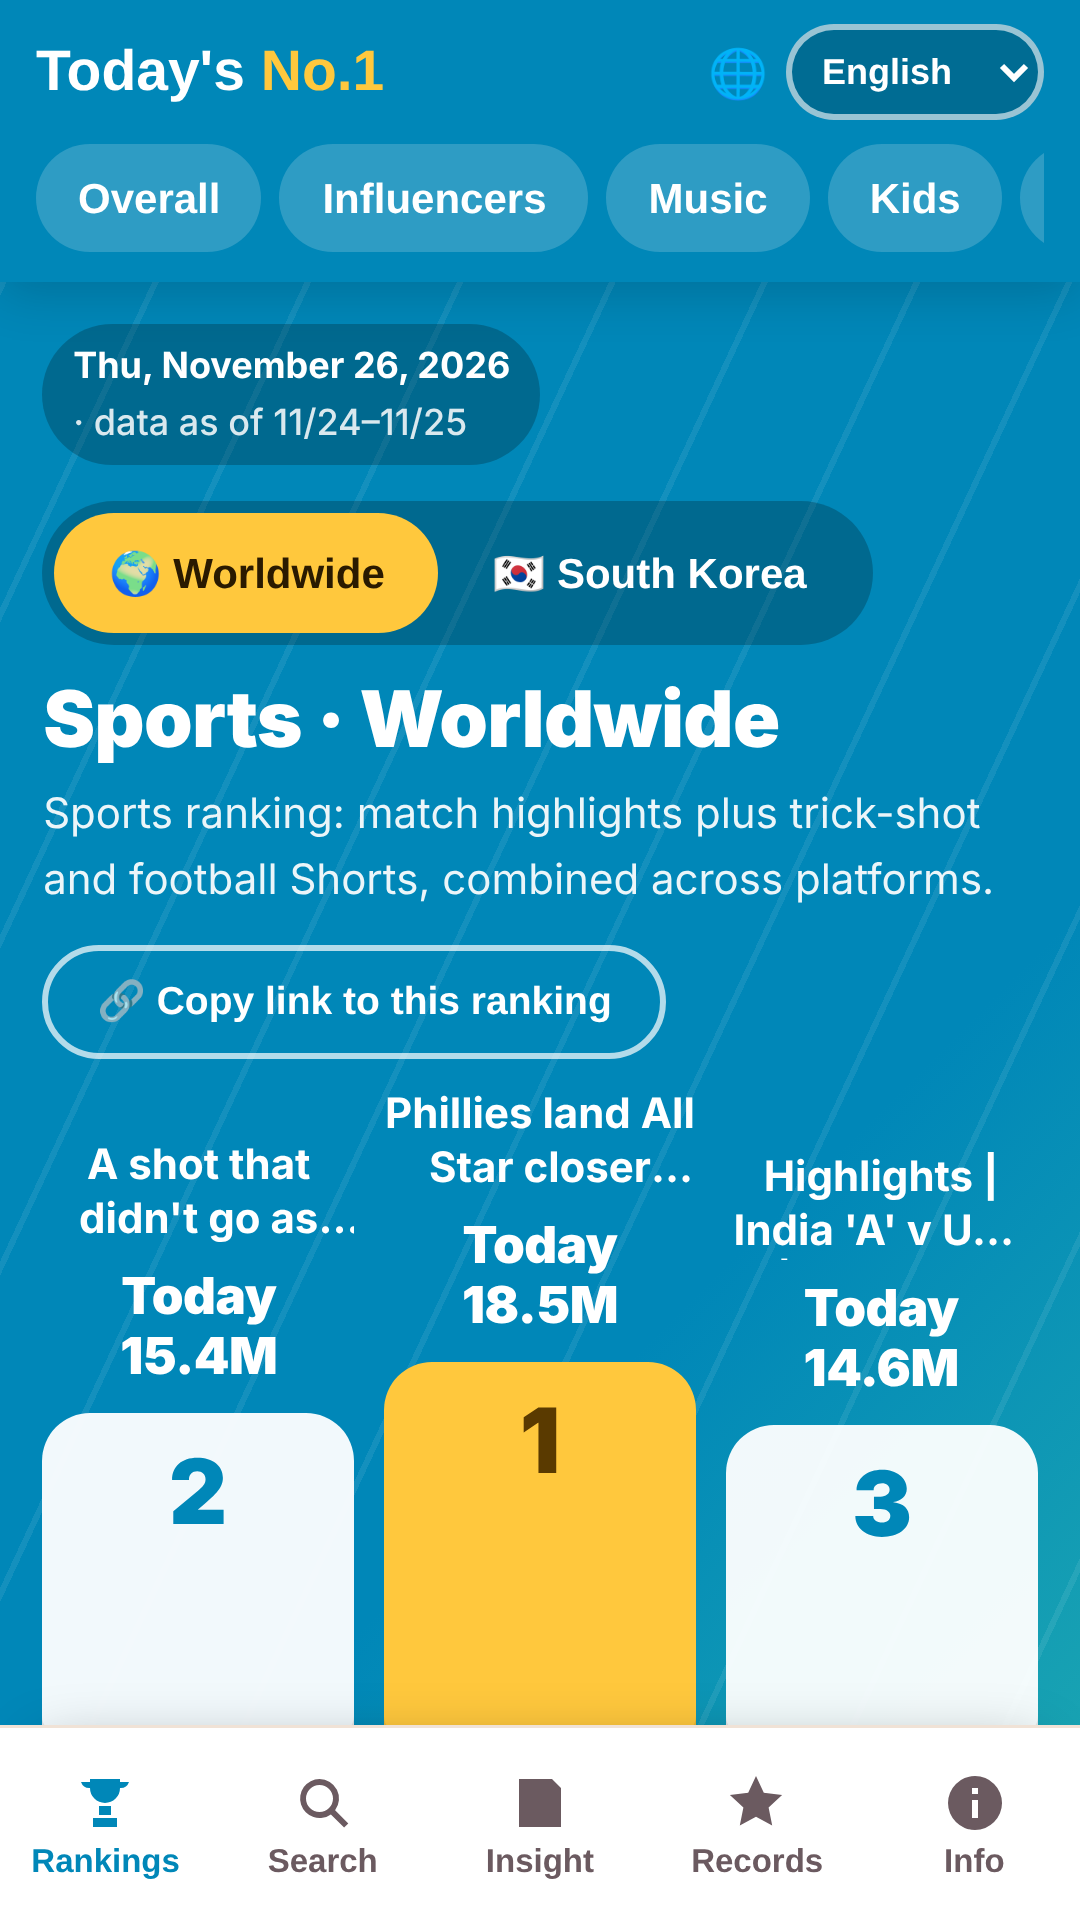 Today's No.1
English
Overall
Influencers
Music
Kids
Thu, November 26, 2026
· data as of 11/24–11/25
Worldwide
South Korea
Sports · Worldwide
Sports ranking: match highlights plus trick-shot
and football Shorts, combined across platforms.
Copy link to this ranking
A shot that
didn't go as...
Today
15.4M
2
Phillies land All
Star closer...
Today
18.5M
1
Highlights |
India 'A' v U...
Today
14.6M
3
Rankings
Search
Insight
Records
Info